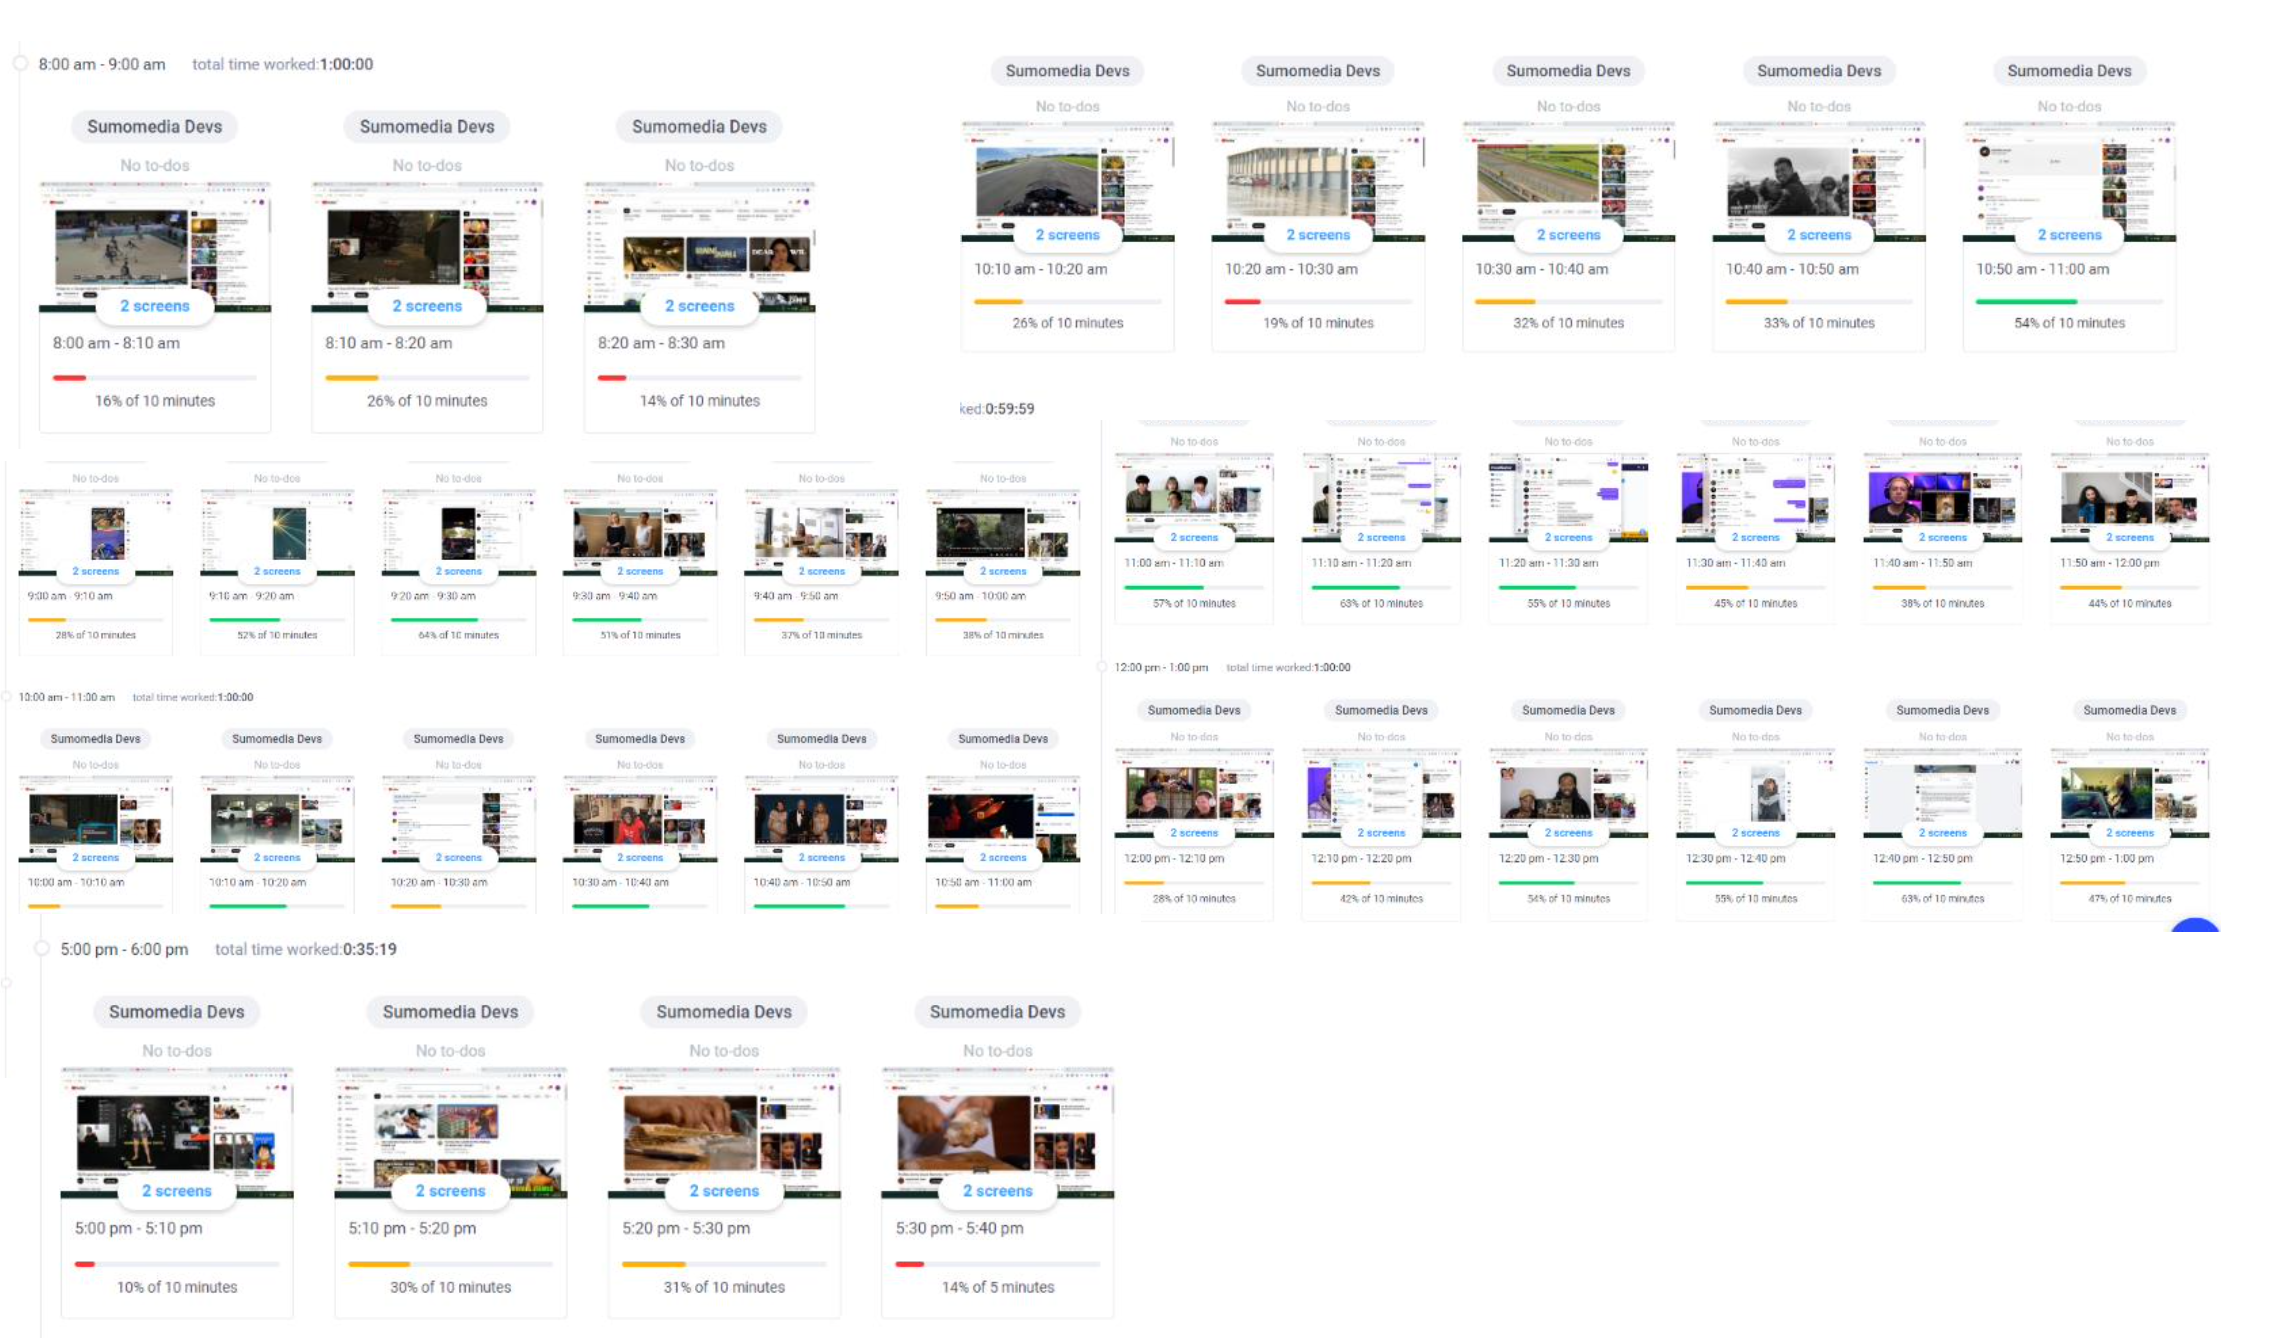 8:00 am - 9:00 am total time worked:1:00:00
Sumomedia Devs Sumomedia Devs Sumomedia Devs
No to-dos No to-dos No to-dos
2 screens 2 screens 2 screens
8:00 am - 8:10 am 8:10 am - 8:20 am 8:20 am - 8:30 am
16% of 10 minutes 26% of 10 minutes 14% of 10 minutes
Sumomedia Devs Sumomedia Devs Sumomedia Devs Sumomedia Devs Sumomedia Devs
No to-dos No to-dos No to-dos No to-dos No to-dos
2 screens 2 screens 2 screens 2 screens 2 screens
10:10 am - 10:20 am 10:20 am - 10:30 am 10:30 am - 10:40 am 10:40 am - 10:50 am 10:50 am - 11:00 am
26% of 10 minutes 19% of 10 minutes 32% of 10 minutes 33% of 10 minutes 54% of 10 minutes
ked:0:59:59
No to-dos No to-dos No to-dos No to-dos No to-dos No to-dos
2 screens 2 screens 2 screens 2 screens 2 screens 2 screens
9:00 am - 9:10 am 9:10 am - 9:20 am 9:20 am - 9:30 am 9:30 am - 9:40 am 9:40 am - 9:50 am 9:50 am - 10:00 am
28% of 10 minutes 52% of 10 minutes 64% of 10 minutes 51% of 10 minutes 37% of 10 minutes 38% of 10 minutes
10:00 am - 11:00 am total time worked:1:00:00
Sumomedia Devs Sumomedia Devs Sumomedia Devs Sumomedia Devs Sumomedia Devs Sumomedia Devs
No to-dos No to-dos No to-dos No to-dos No to-dos No to-dos
2 screens 2 screens 2 screens 2 screens 2 screens 2 screens
10:00 am - 10:10 am 10:10 am - 10:20 am 10:20 am - 10:30 am 10:30 am - 10:40 am 10:40 am - 10:50 am 10:50 am - 11:00 am
No to-dos No to-dos No to-dos No to-dos No to-dos No to-dos
2 screens 2 screens 2 screens 2 screens 2 screens 2 screens
11:00 am - 11:10 am 11:10 am - 11:20 am 11:20 am - 11:30 am 11:30 am - 11:40 am 11:40 am - 11:50 am 11:50 am - 12:00 pm
57% of 10 minutes 63% of 10 minutes 55% of 10 minutes 45% of 10 minutes 38% of 10 minutes 44% of 10 minutes
12:00 pm - 1:00 pm total time worked:1:00:00
Sumomedia Devs Sumomedia Devs Sumomedia Devs Sumomedia Devs Sumomedia Devs Sumomedia Devs
No to-dos No to-dos No to-dos No to-dos No to-dos No to-dos
2 screens 2 screens 2 screens 2 screens 2 screens 2 screens
12:00 pm - 12:10 pm 12:10 pm - 12:20 pm 12:20 pm - 12:30 pm 12:30 pm - 12:40 pm 12:40 pm - 12:50 pm 12:50 pm - 1:00 pm
28% of 10 minutes 42% of 10 minutes 54% of 10 minutes 55% of 10 minutes 63% of 10 minutes 47% of 10 minutes
5:00 pm - 6:00 pm total time worked:0:35:19
Sumomedia Devs Sumomedia Devs Sumomedia Devs Sumomedia Devs
No to-dos No to-dos No to-dos No to-dos
2 screens 2 screens 2 screens 2 screens
5:00 pm - 5:10 pm 5:10 pm - 5:20 pm 5:20 pm - 5:30 pm 5:30 pm - 5:40 pm
10% of 10 minutes 30% of 10 minutes 31% of 10 minutes 14% of 5 minutes